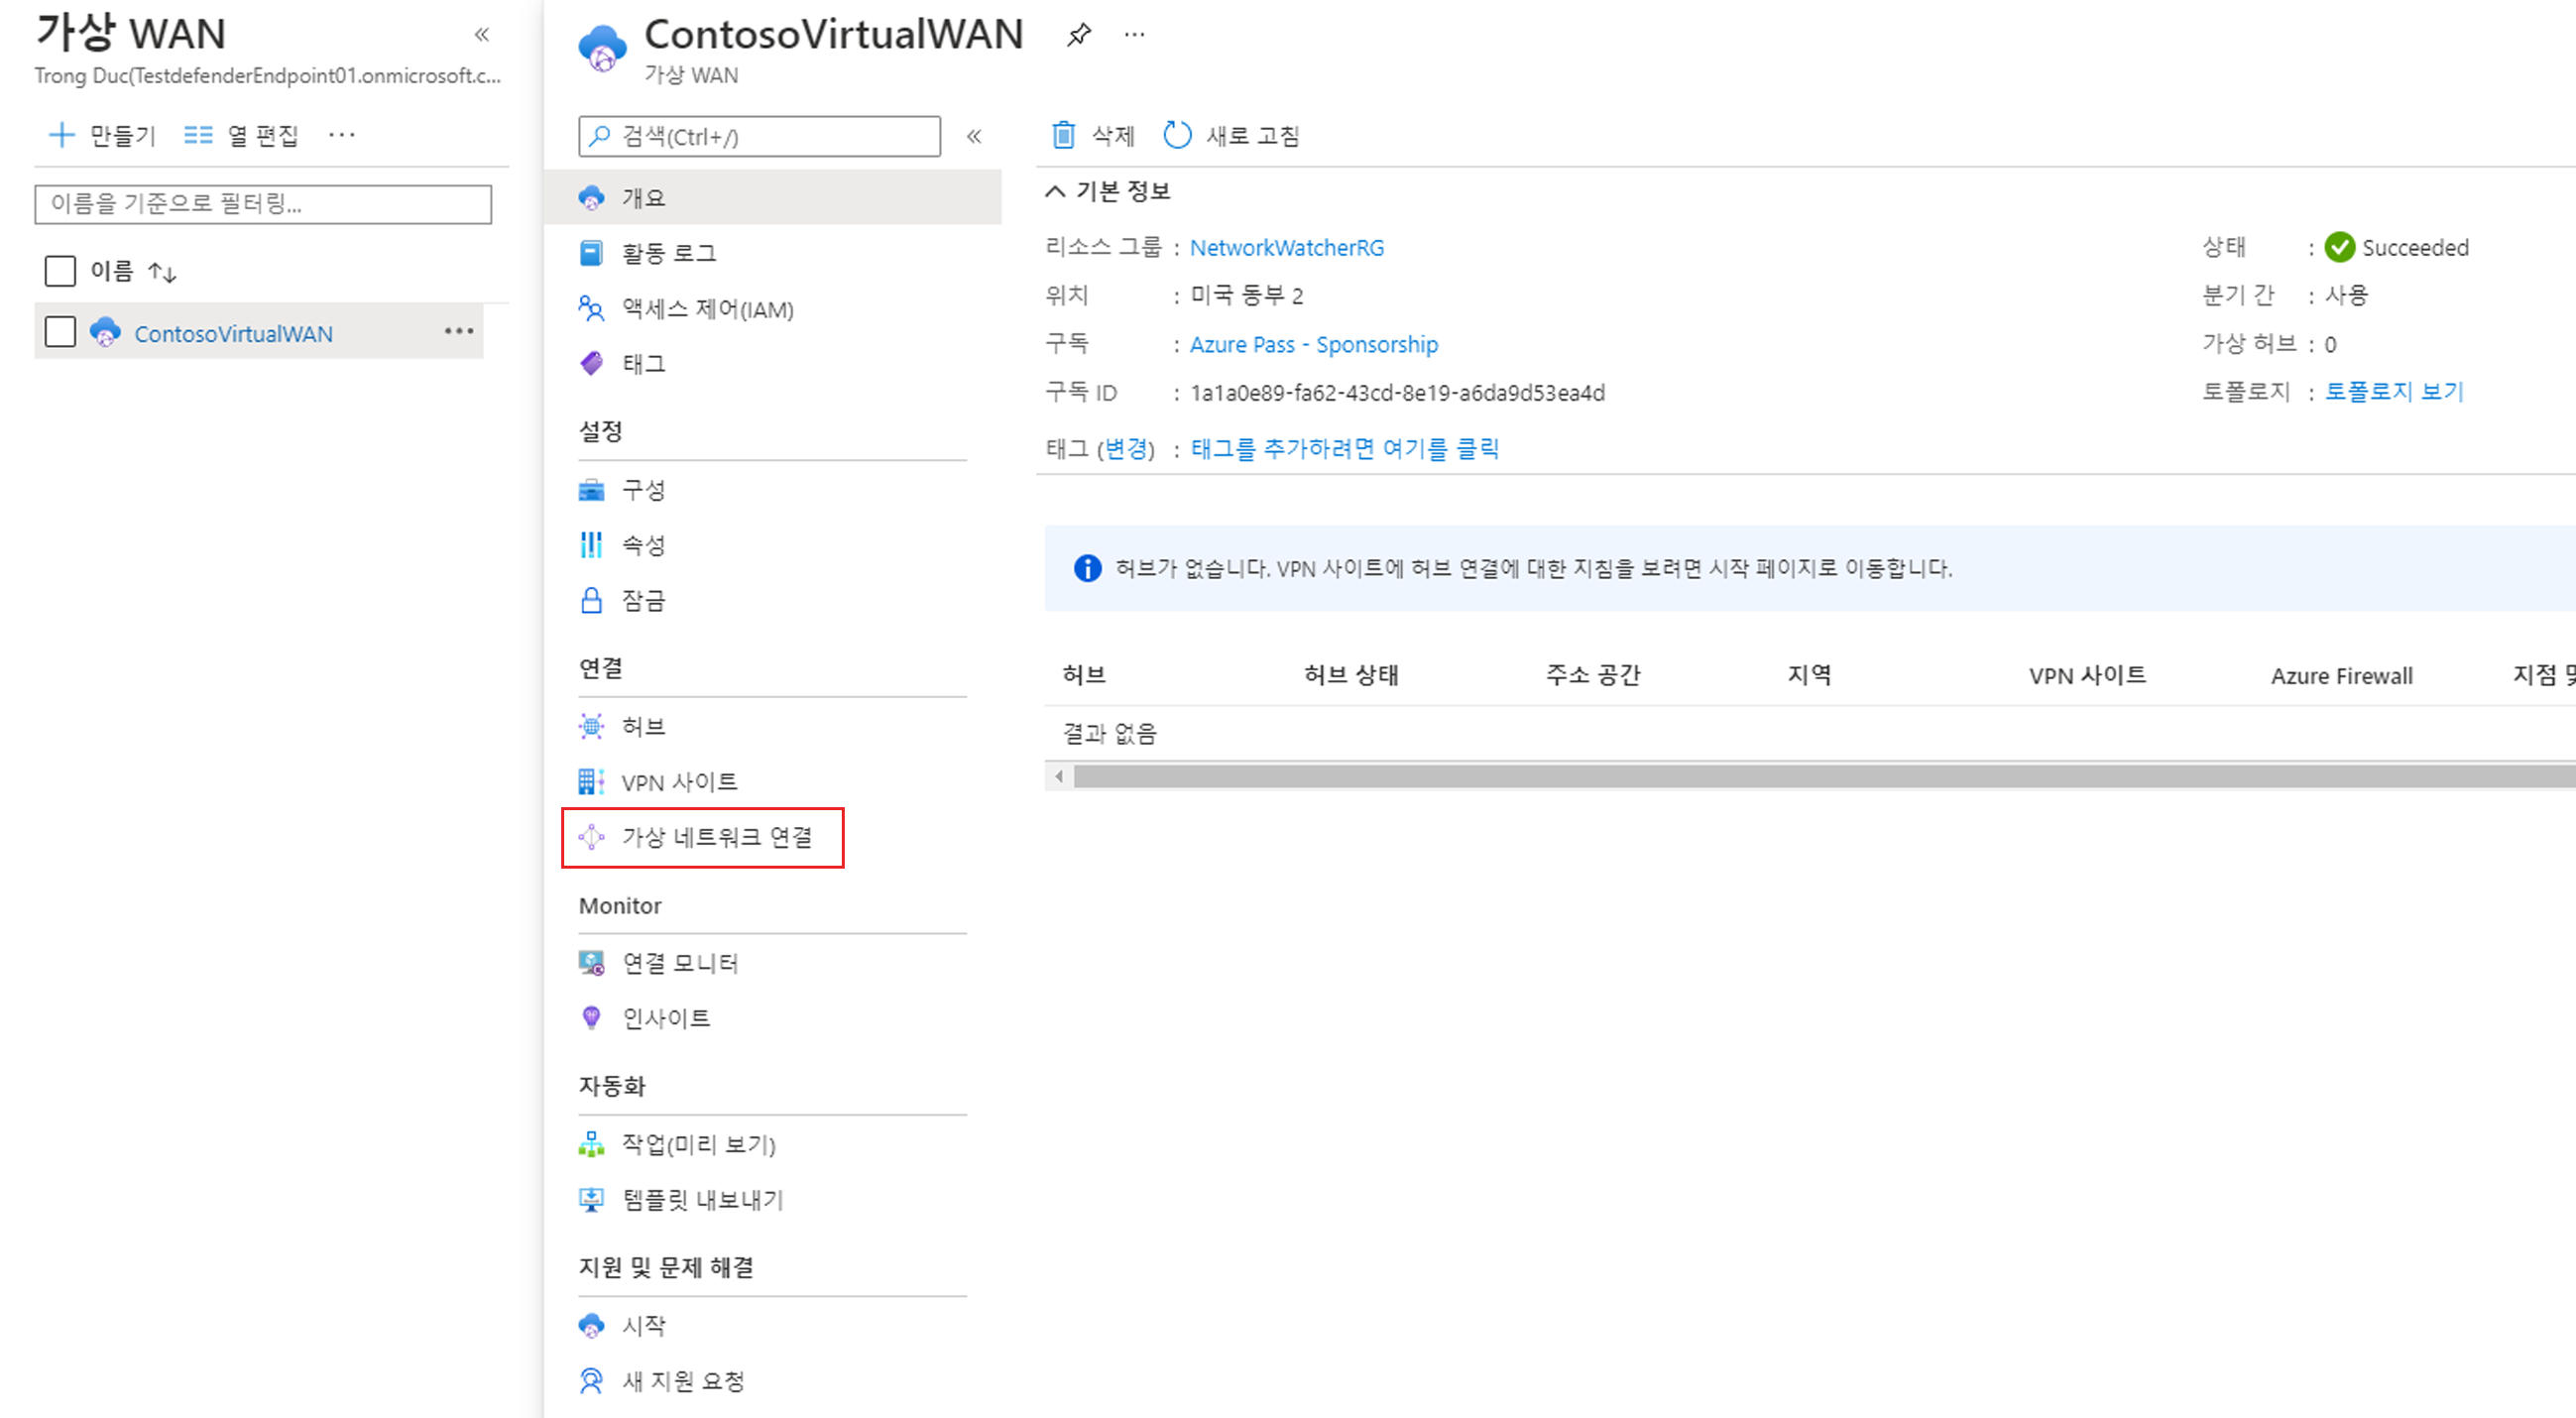 가상 WAN
«
Trong Duc(TestdefenderEndpoint01.onmicrosoft.c...
만들기 열 편집 ...
이름을 기준으로 필터링...
이름 ↑↓
ContosoVirtualWAN ...
ContosoVirtualWAN ...
가상 WAN
검색(Ctrl+/) «
개요
활동 로그
액세스 제어(IAM)
태그
설정
구성
속성
잠금
연결
허브
VPN 사이트
가상 네트워크 연결
Monitor
연결 모니터
인사이트
자동화
작업(미리 보기)
템플릿 내보내기
지원 및 문제 해결
시작
새 지원 요청
삭제 새로 고침
기본 정보
리소스 그룹 : NetworkWatcherRG
위치 : 미국 동부 2
구독 : Azure Pass - Sponsorship
구독 ID : 1a1a0e89-fa62-43cd-8e19-a6da9d53ea4d
태그 (변경) : 태그를 추가하려면 여기를 클릭
상태 : Succeeded
분기 간 : 사용
가상 허브 : 0
토폴로지 : 토폴로지 보기
허브가 없습니다. VPN 사이트에 허브 연결에 대한 지침을 보려면 시작 페이지로 이동합니다.
허브 허브 상태 주소 공간 지역 VPN 사이트 Azure Firewall 지점
결과 없음